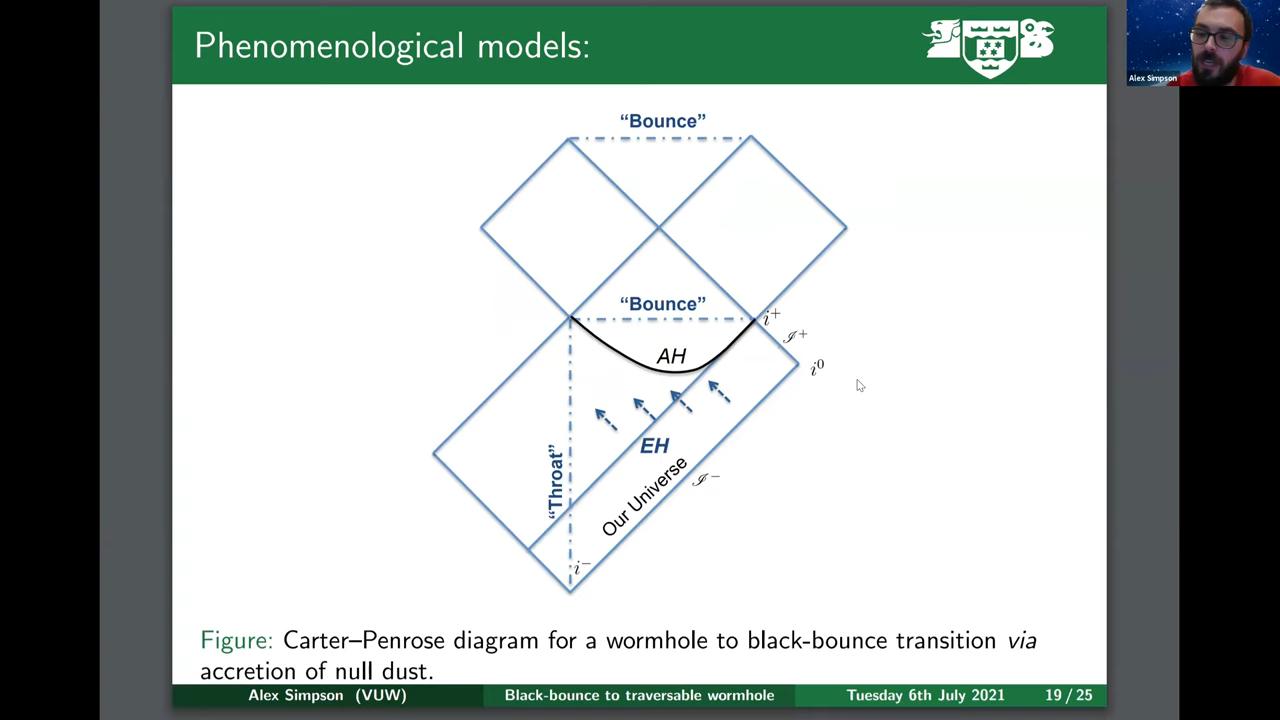 Phenomenological models:
Alex Simpson
“Bounce”
“Bounce”
i⁺
ℐ⁺
AH
i⁰
EH
“Throat”
Our Universe
ℐ⁻
i⁻
Figure: Carter–Penrose diagram for a wormhole to black-bounce transition via
accretion of null dust.
Alex Simpson (VUW) Black-bounce to traversable wormhole Tuesday 6th July 2021 19 / 25